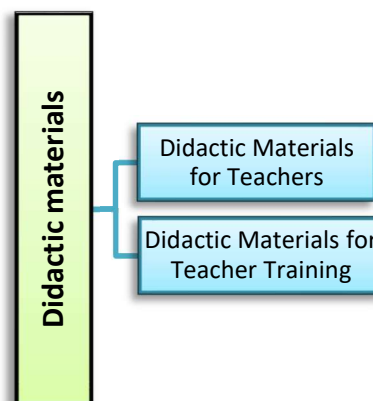 Didactic materials
Didactic Materials
for Teachers
Didactic Materials for
Teacher Training